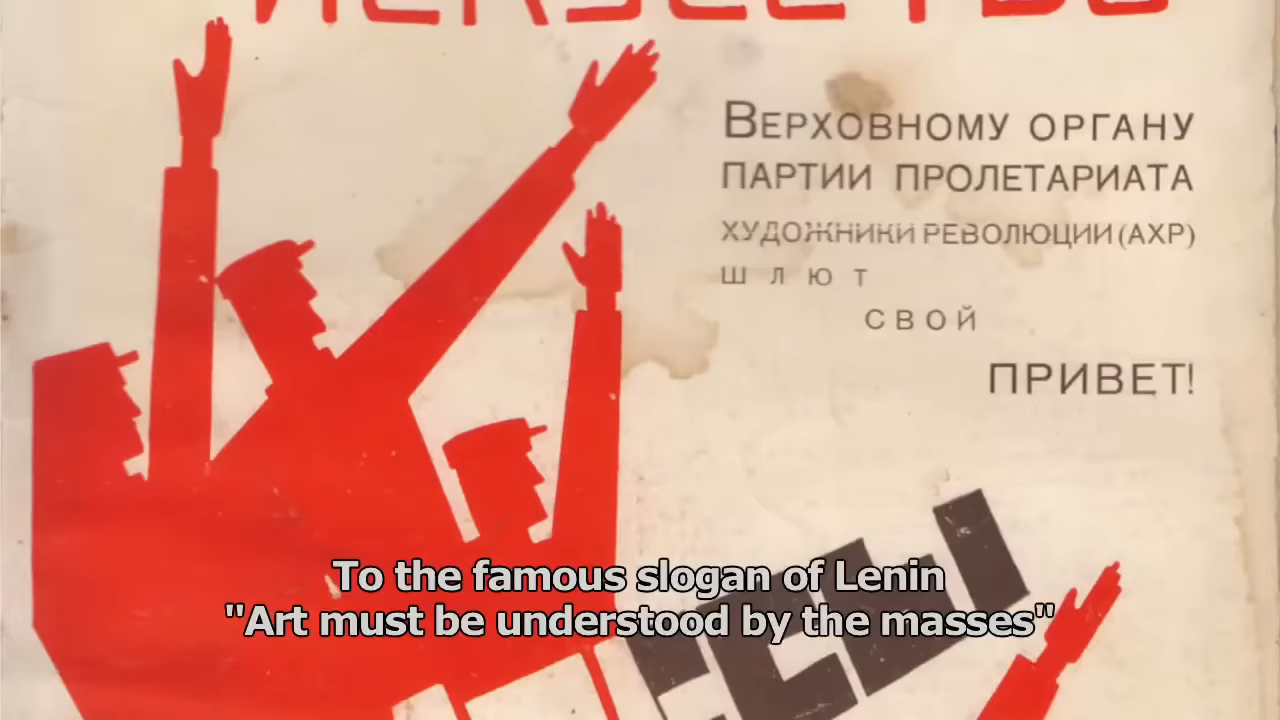 ВЕРХОВНОМУ ОРГАНУ
ПАРТИИ ПРОЛЕТАРИАТА
ХУДОЖНИКИ РЕВОЛЮЦИИ (АХР)
ШЛЮТ
СВОЙ
ПРИВЕТ!
To the famous slogan of Lenin
"Art must be understood by the masses"